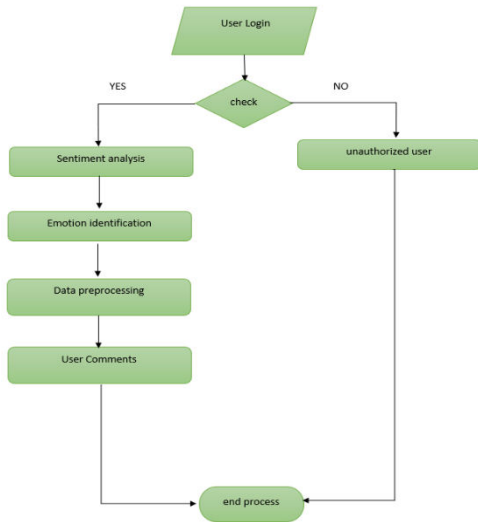 User Login
YES
check
NO
Sentiment analysis
unauthorized user
Emotion identification
Data preprocessing
User Comments
end process